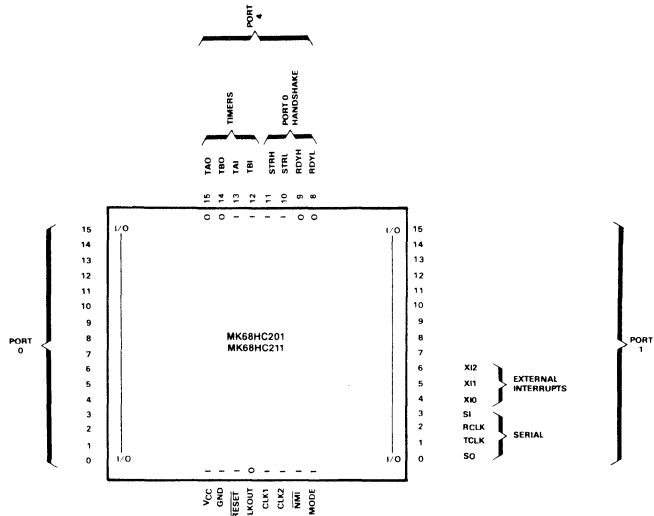 PORT
4
TIMERS
PORT 0
HANDSHAKE
TAO
TBO
TAI
TBI
STRH
STRL
RDYH
RDYL
15
14
13
12
11
10
9
8
O
O
I
I
I
I
O
O
15
I/O
I/O
15
14
14
13
13
12
12
11
11
10
10
9
9
8
8
7
7
6
6
5
5
4
4
3
3
2
2
1
1
0
I/O
I/O
0
PORT
0
MK68HC201
MK68HC211
XI2
XI1
XI0
EXTERNAL
INTERRUPTS
SI
RCLK
TCLK
SO
SERIAL
PORT
1
I
I
I
O
I
I
I
I
VCC
GND
RESET
LKOUT
CLK1
CLK2
NMI
MODE